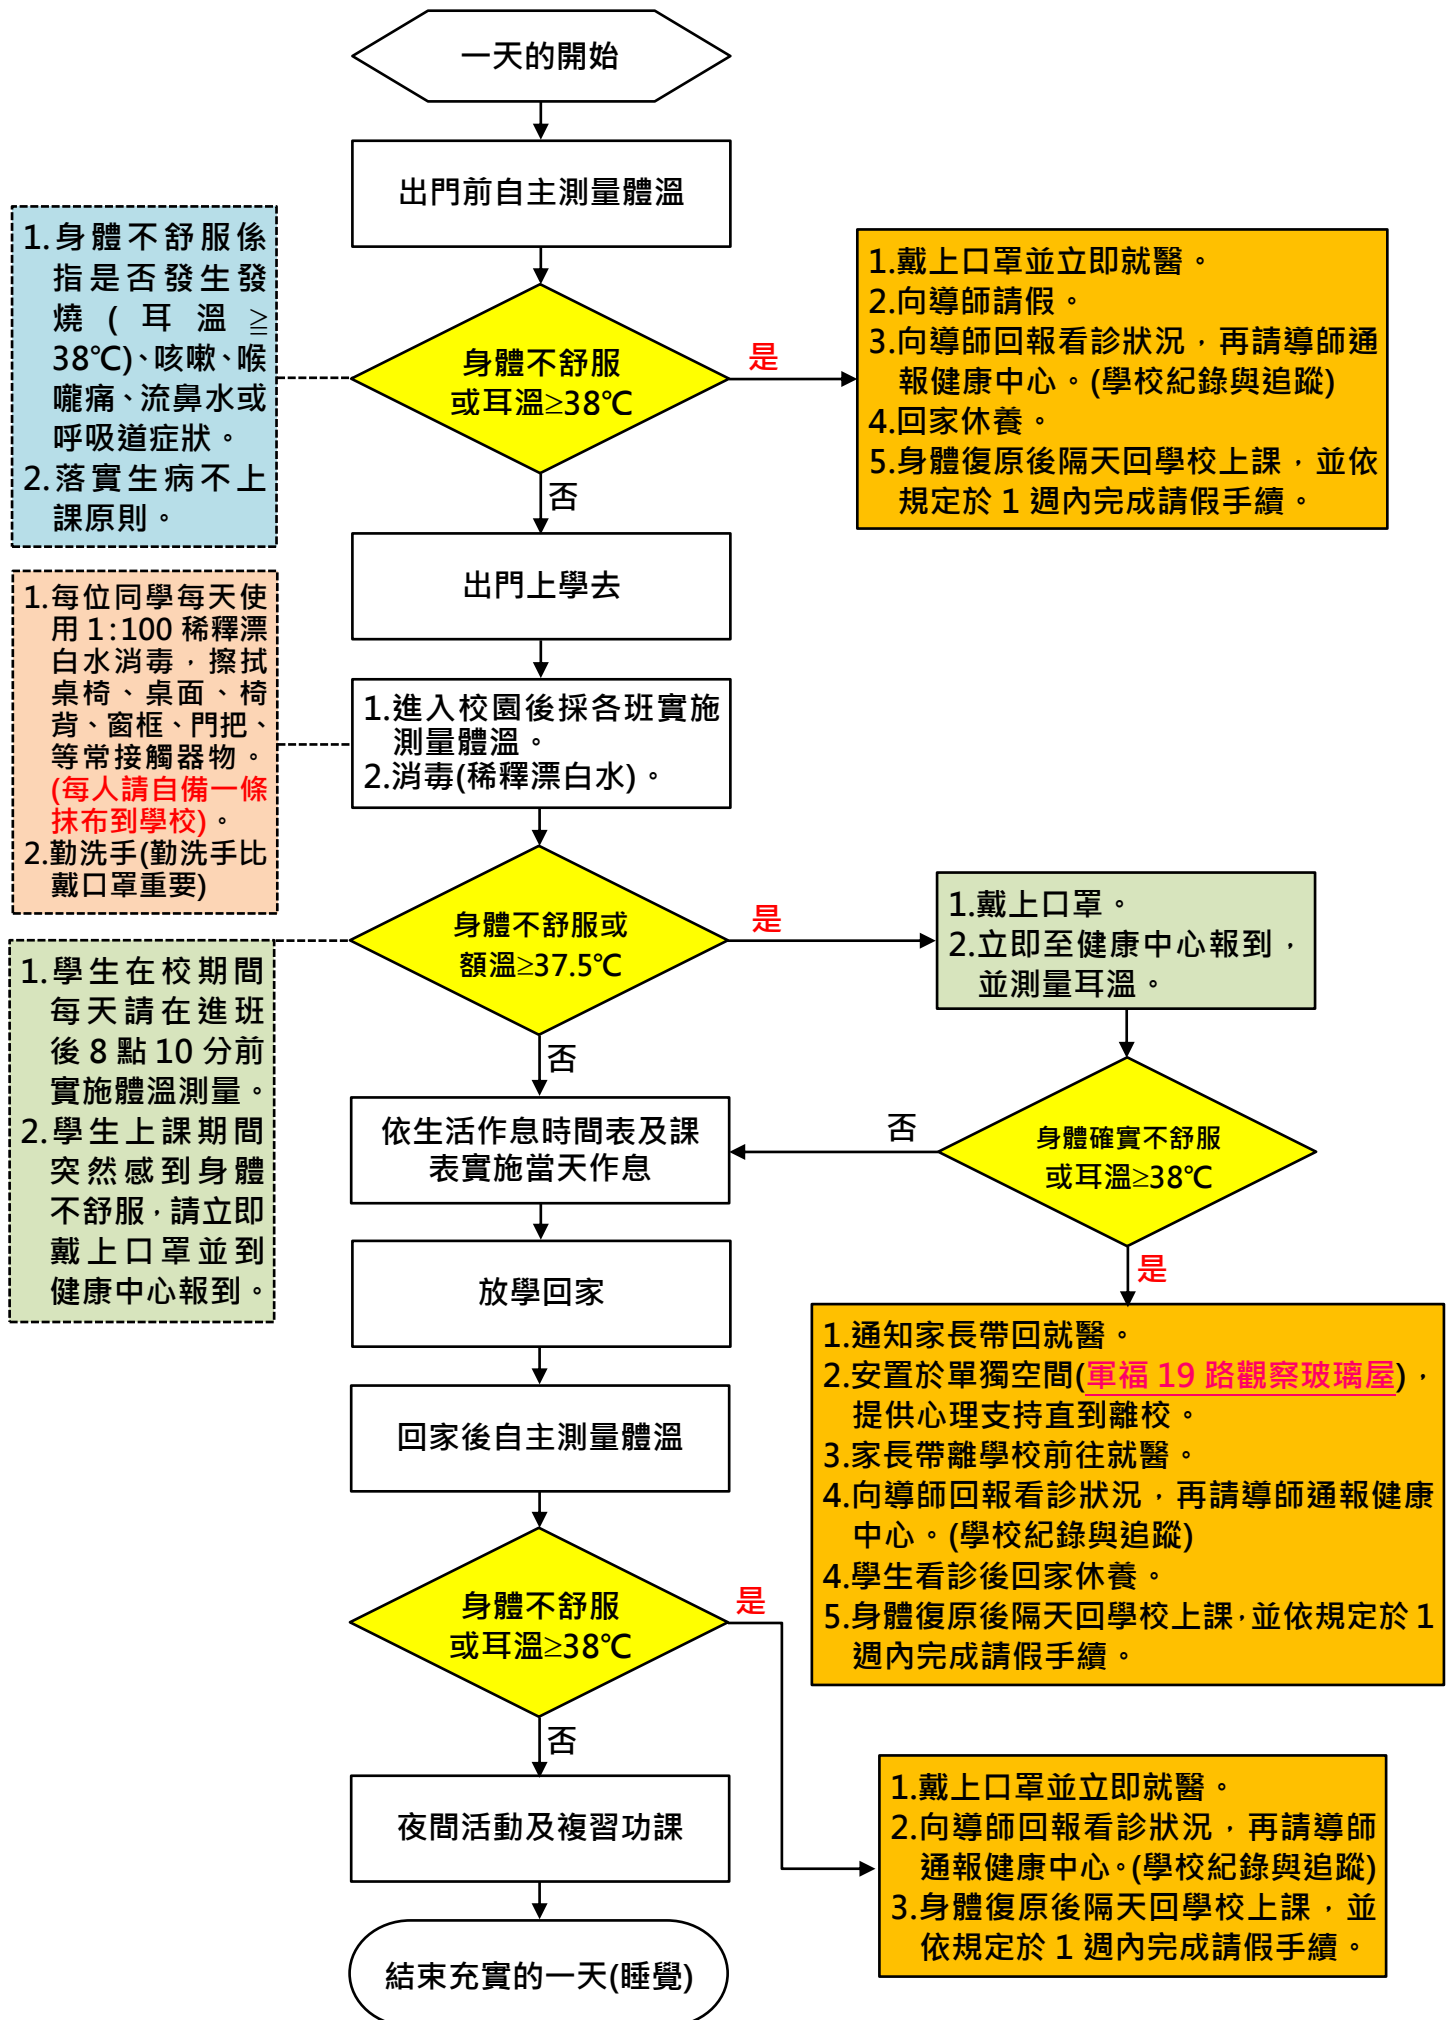 一天的開始
出門前自主測量體溫
1.身體不舒服係
指是否發生發
燒(耳溫≧
38℃)、咳嗽、喉
嚨痛、流鼻水或
呼吸道症狀。
2.落實生病不上
課原則。
身體不舒服
或耳溫≥38℃
是
1.戴上口罩並立即就醫。
2.向導師請假。
3.向導師回報看診狀況，再請導師通
報健康中心。(學校紀錄與追蹤)
4.回家休養。
5.身體復原後隔天回學校上課，並依
規定於 1 週內完成請假手續。
否
出門上學去
1.每位同學每天使
用 1:100 稀釋漂
白水消毒，擦拭
桌椅、桌面、椅
背、窗框、門把、
等常接觸器物。
(每人請自備一條
抹布到學校)。
2.勤洗手(勤洗手比
戴口罩重要)
1.進入校園後採各班實施
測量體溫。
2.消毒(稀釋漂白水)。
身體不舒服或
額溫≥37.5℃
是
1.戴上口罩。
2.立即至健康中心報到，
並測量耳溫。
1.學生在校期間
每天請在進班
後 8 點 10 分前
實施體溫測量。
2.學生上課期間
突然感到身體
不舒服，請立即
戴上口罩並到
健康中心報到。
否
依生活作息時間表及課
表實施當天作息
否
身體確實不舒服
或耳溫≥38℃
是
放學回家
1.通知家長帶回就醫。
2.安置於單獨空間(軍福 19 路觀察玻璃屋)，
提供心理支持直到離校。
3.家長帶離學校前往就醫。
4.向導師回報看診狀況，再請導師通報健康
中心。(學校紀錄與追蹤)
4.學生看診後回家休養。
5.身體復原後隔天回學校上課，並依規定於 1
週內完成請假手續。
回家後自主測量體溫
身體不舒服
或耳溫≥38℃
是
否
夜間活動及複習功課
1.戴上口罩並立即就醫。
2.向導師回報看診狀況，再請導師
通報健康中心。(學校紀錄與追蹤)
3.身體復原後隔天回學校上課，並
依規定於 1 週內完成請假手續。
結束充實的一天(睡覺)